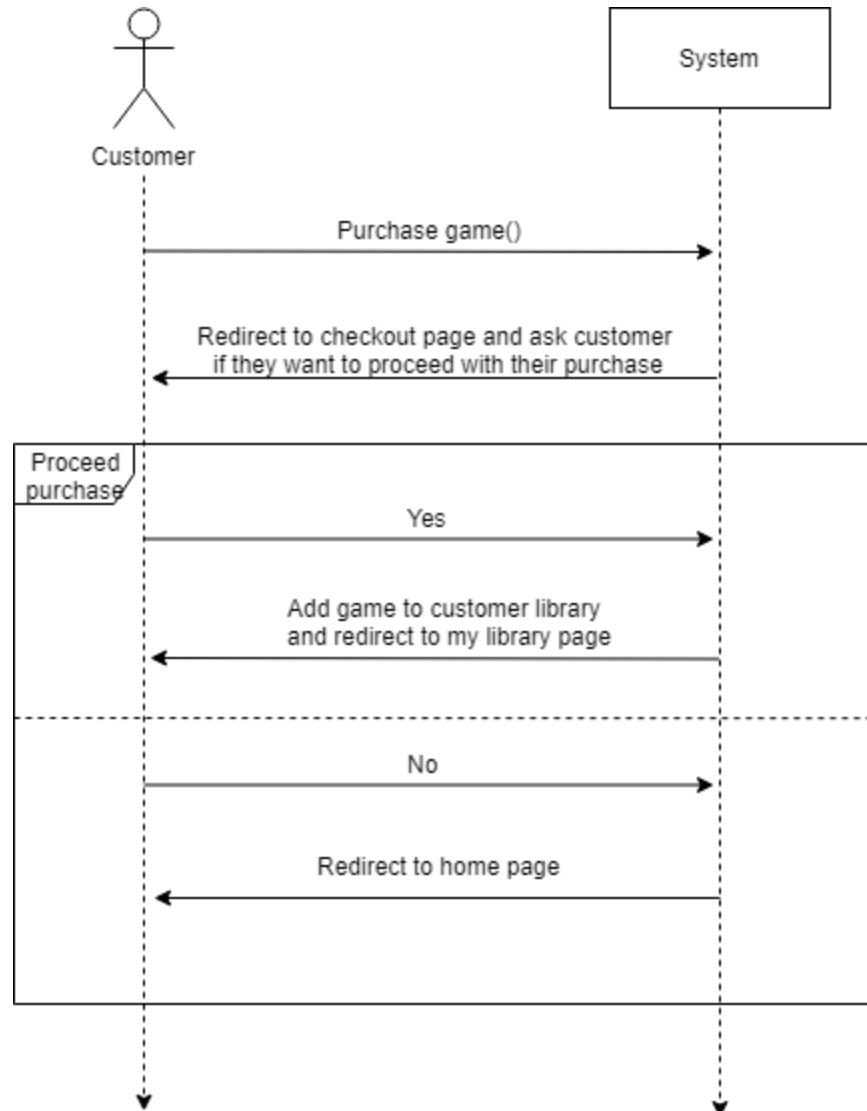 System
Customer
Purchase game()
Redirect to checkout page and ask customer
if they want to proceed with their purchase
Proceed
purchase
Yes
Add game to customer library
and redirect to my library page
No
Redirect to home page